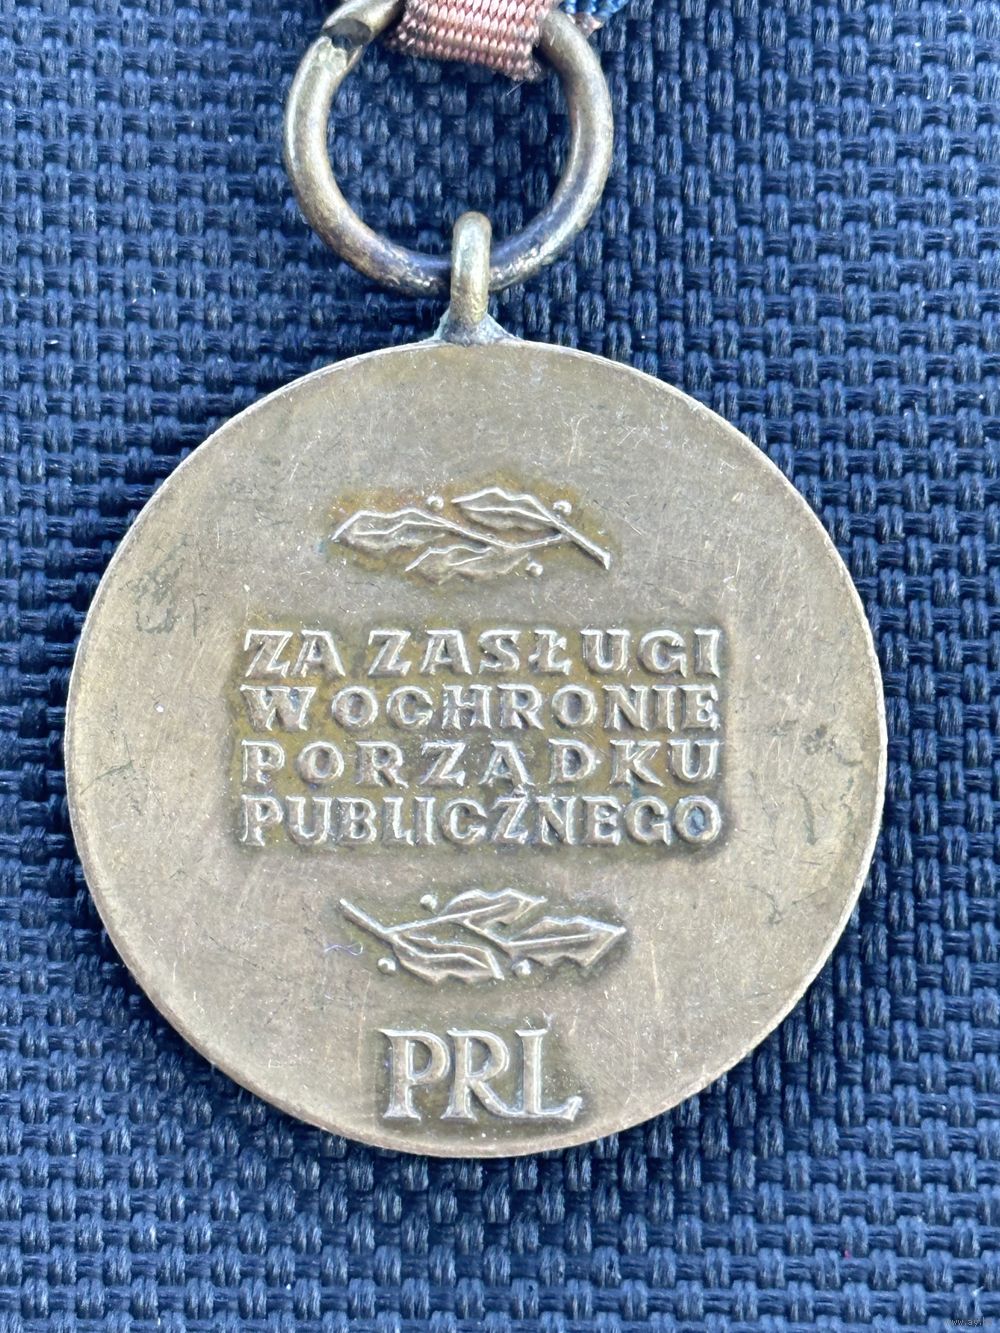 ZA ZASŁUGI
W OCHRONIE
PORZĄDKU
PUBLICZNEGO
PRL